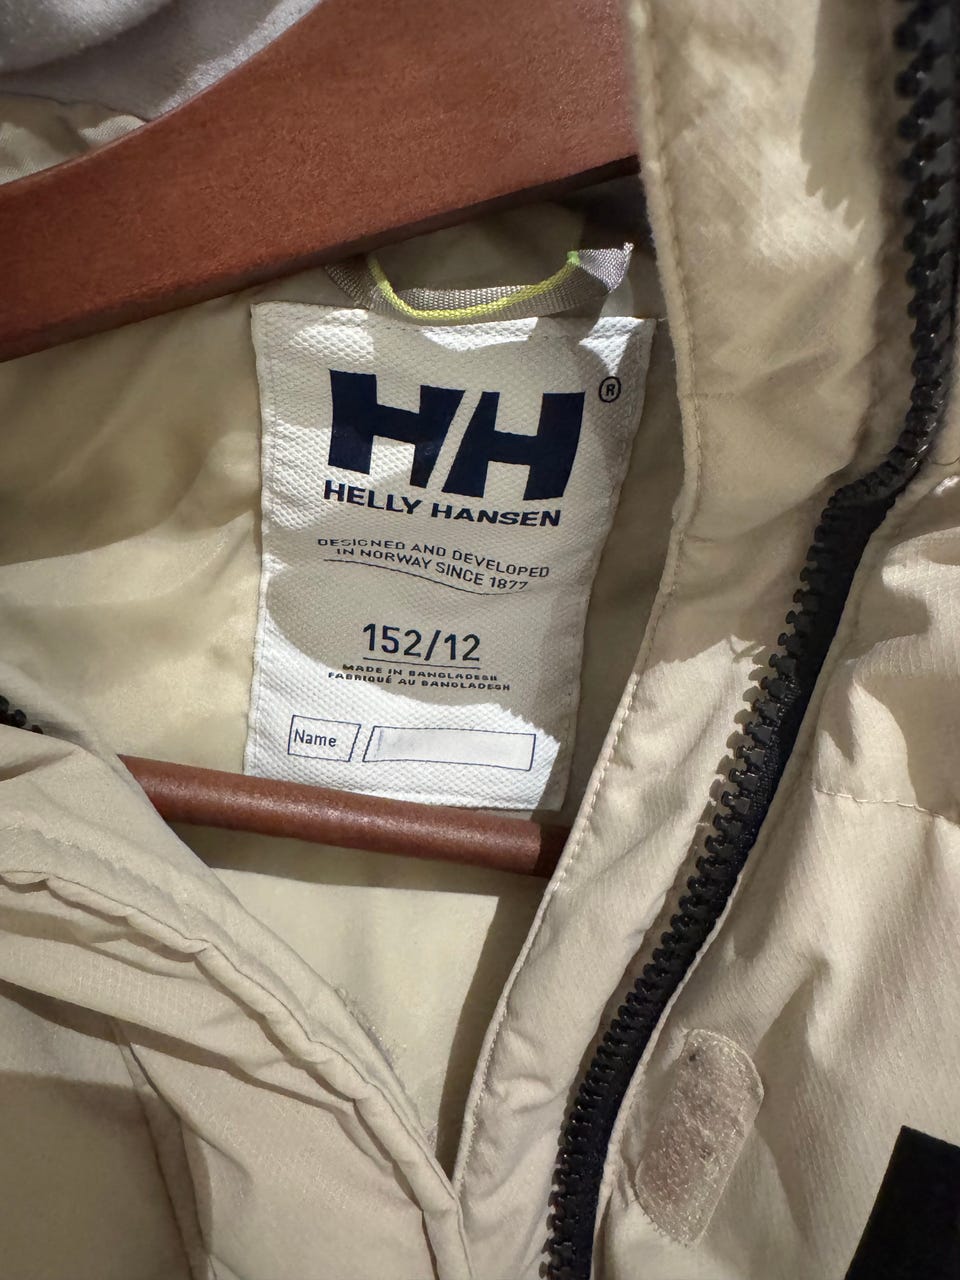 HH®
HELLY HANSEN
DESIGNED AND DEVELOPED
IN NORWAY SINCE 1877
152/12
MADE IN BANGLADESH
FABRIQUÉ AU BANGLADESH
Name